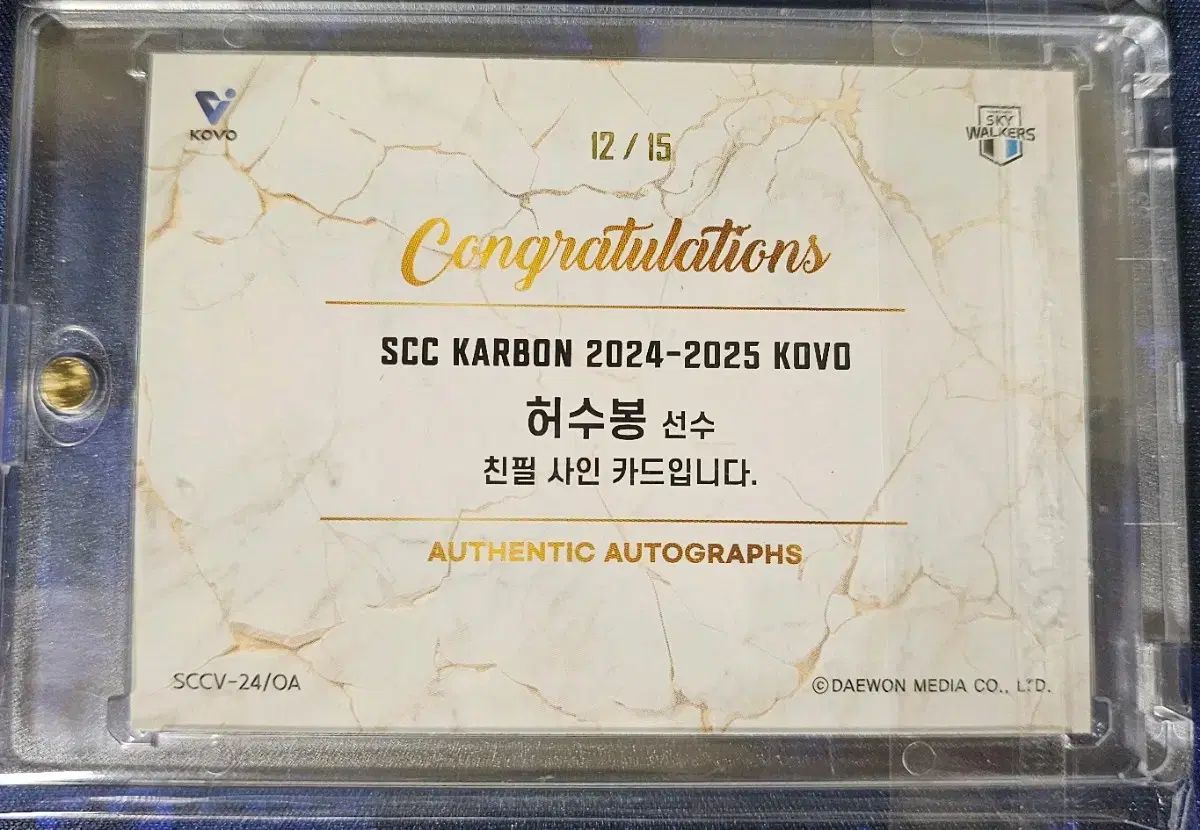 KOVO
12/15
SKY
WALKERS
Congratulations
SCC KARBON 2024-2025 KOVO
허수봉 선수
친필 사인 카드입니다.
AUTHENTIC AUTOGRAPHS
SCCV-24/OA
©DAEWON MEDIA CO., LTD.